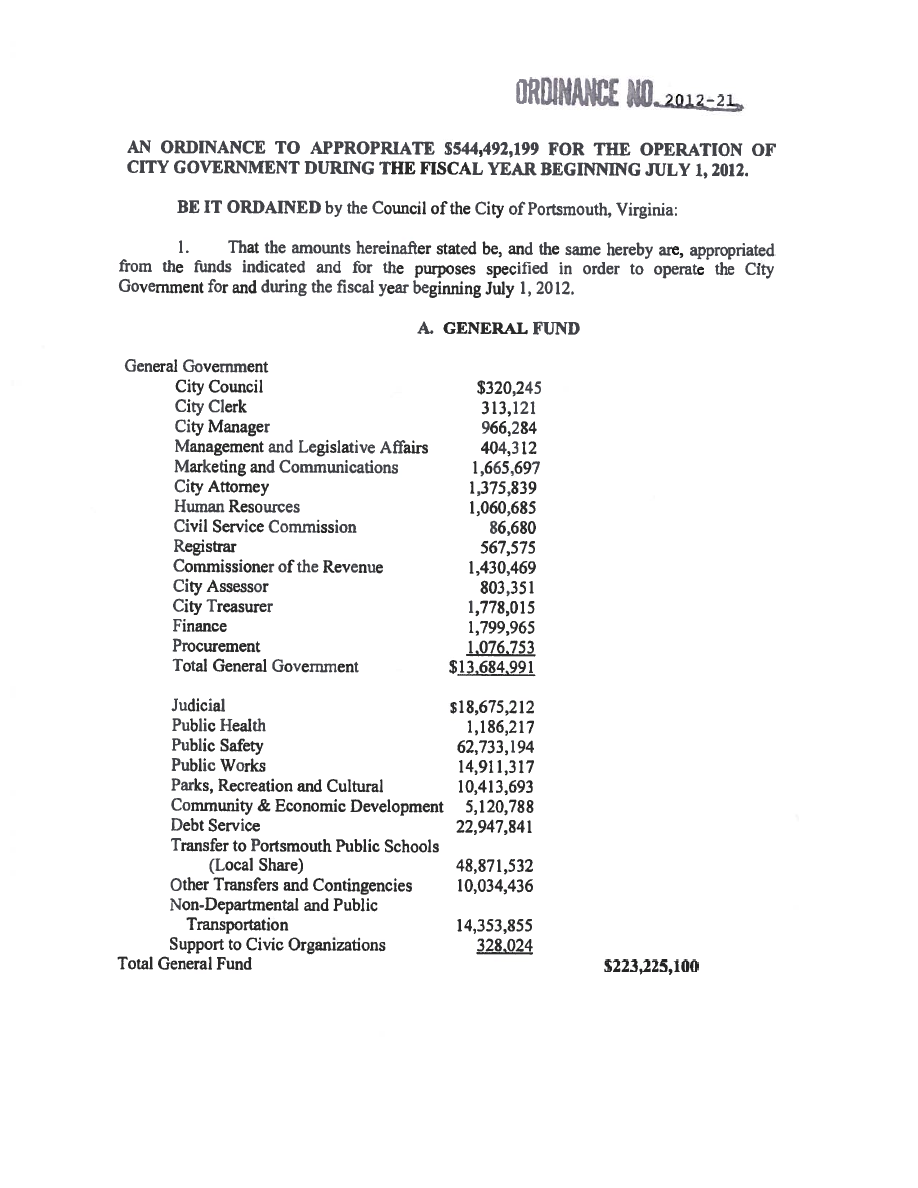 ORDINANCE NO. 2012-21
AN ORDINANCE TO APPROPRIATE $544,492,199 FOR THE OPERATION OF
CITY GOVERNMENT DURING THE FISCAL YEAR BEGINNING JULY 1, 2012.
BE IT ORDAINED by the Council of the City of Portsmouth, Virginia:
1. That the amounts hereinafter stated be, and the same hereby are, appropriated
from the funds indicated and for the purposes specified in order to operate the City
Government for and during the fiscal year beginning July 1, 2012.
A. GENERAL FUND
General Government
City Council $320,245
City Clerk 313,121
City Manager 966,284
Management and Legislative Affairs 404,312
Marketing and Communications 1,665,697
City Attorney 1,375,839
Human Resources 1,060,685
Civil Service Commission 86,680
Registrar 567,575
Commissioner of the Revenue 1,430,469
City Assessor 803,351
City Treasurer 1,778,015
Finance 1,799,965
Procurement 1,076,753
Total General Government $13,684,991
Judicial $18,675,212
Public Health 1,186,217
Public Safety 62,733,194
Public Works 14,911,317
Parks, Recreation and Cultural 10,413,693
Community & Economic Development 5,120,788
Debt Service 22,947,841
Transfer to Portsmouth Public Schools
(Local Share) 48,871,532
Other Transfers and Contingencies 10,034,436
Non-Departmental and Public
Transportation 14,353,855
Support to Civic Organizations 328,024
Total General Fund $223,225,100